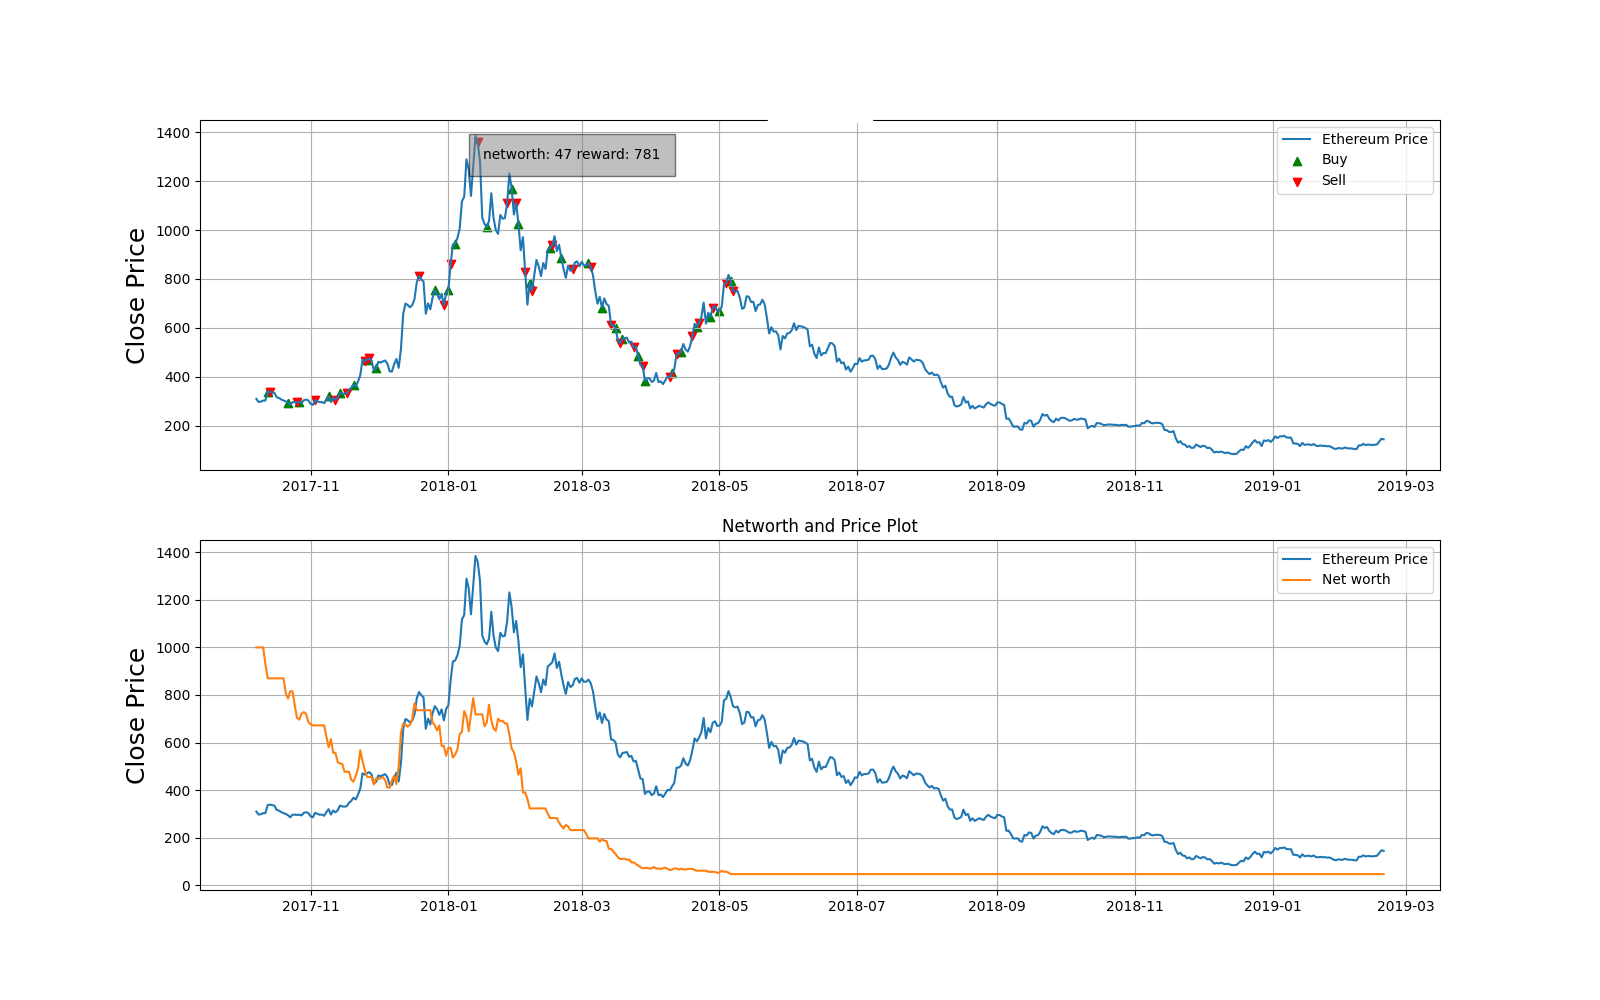 1400
1200
1000
800
600
400
200
Close Price
networth: 47 reward: 781
Ethereum Price
Buy
Sell
2017-11 2018-01 2018-03 2018-05 2018-07 2018-09 2018-11 2019-01 2019-03
Networth and Price Plot
1400
1200
1000
800
600
400
200
0
Close Price
Ethereum Price
Net worth
2017-11 2018-01 2018-03 2018-05 2018-07 2018-09 2018-11 2019-01 2019-03